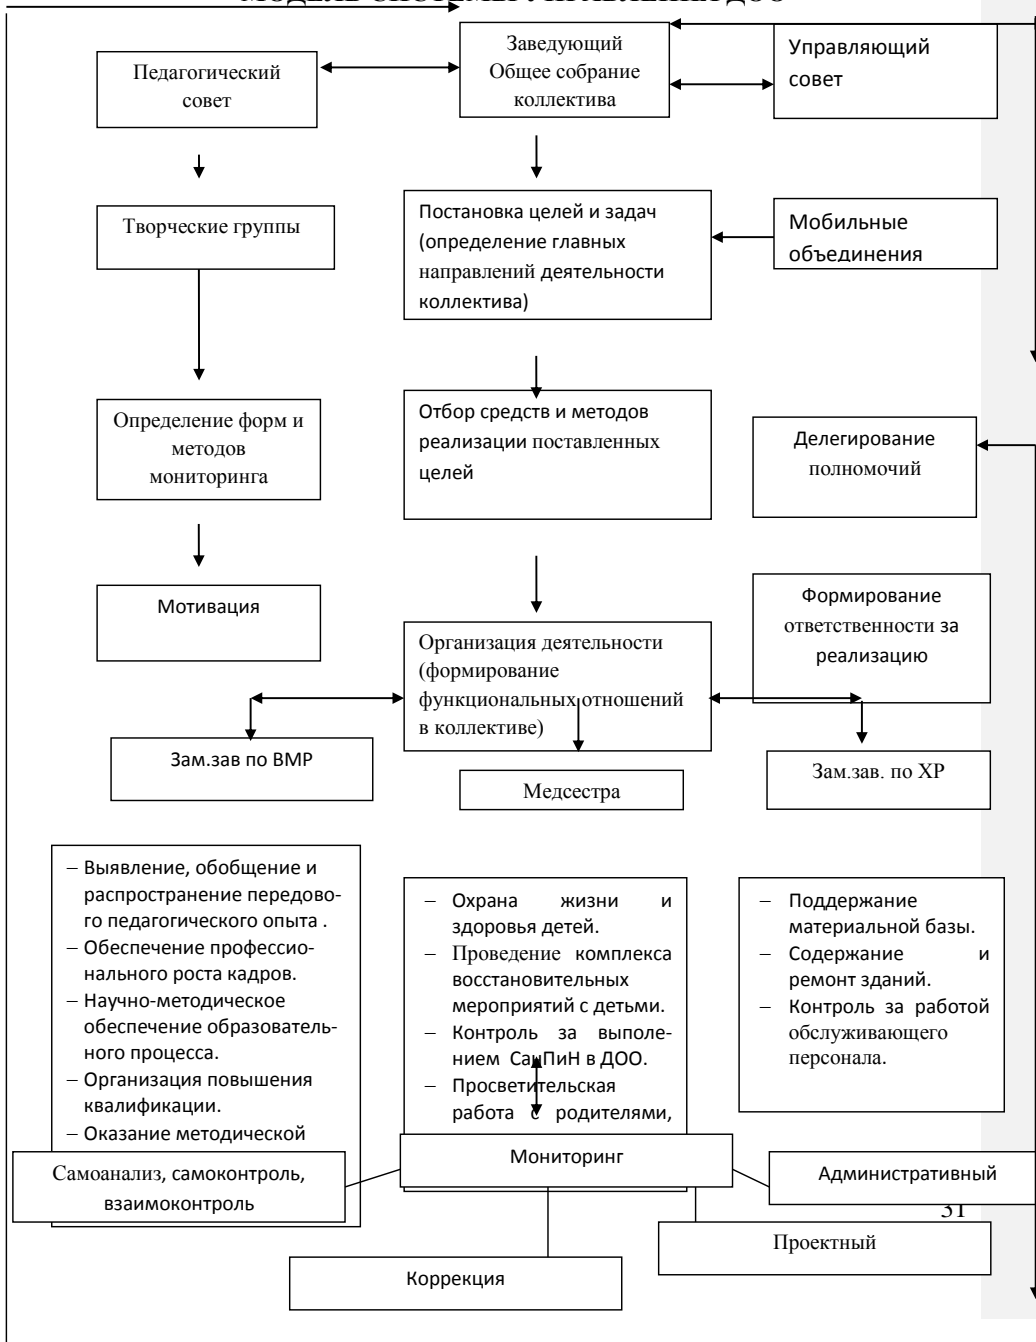 МОДЕЛЬ СИСТЕМЫ УПРАВЛЕНИЯ ДОО
Педагогический
совет
Заведующий
Общее собрание
коллектива
Управляющий
совет
Творческие группы
Постановка целей и задач
(определение главных
направлений деятельности
коллектива)
Мобильные
объединения
Определение форм и
методов
мониторинга
Отбор средств и методов
реализации поставленных
целей
Делегирование
полномочий
Мотивация
Организация деятельности
(формирование
функциональных отношений
в коллективе)
Формирование
ответственности за
реализацию
Зам.зав по ВМР
Медсестра
Зам.зав. по ХР
– Выявление, обобщение и
распространение передово-
го педагогического опыта .
– Обеспечение профессио-
нального роста кадров.
– Научно-методическое
обеспечение образователь-
ного процесса.
– Организация повышения
квалификации.
– Оказание методической
– Охрана жизни и
здоровья детей.
– Проведение комплекса
восстановительных
мероприятий с детьми.
– Контроль за выполе-
нием СанПиН в ДОО.
– Просветительская
работа с родителями,
– Поддержание
материальной базы.
– Содержание и
ремонт зданий.
– Контроль за работой
обслуживающего
персонала.
Самоанализ, самоконтроль,
взаимоконтроль
Мониторинг
Административный
31
Проектный
Коррекция